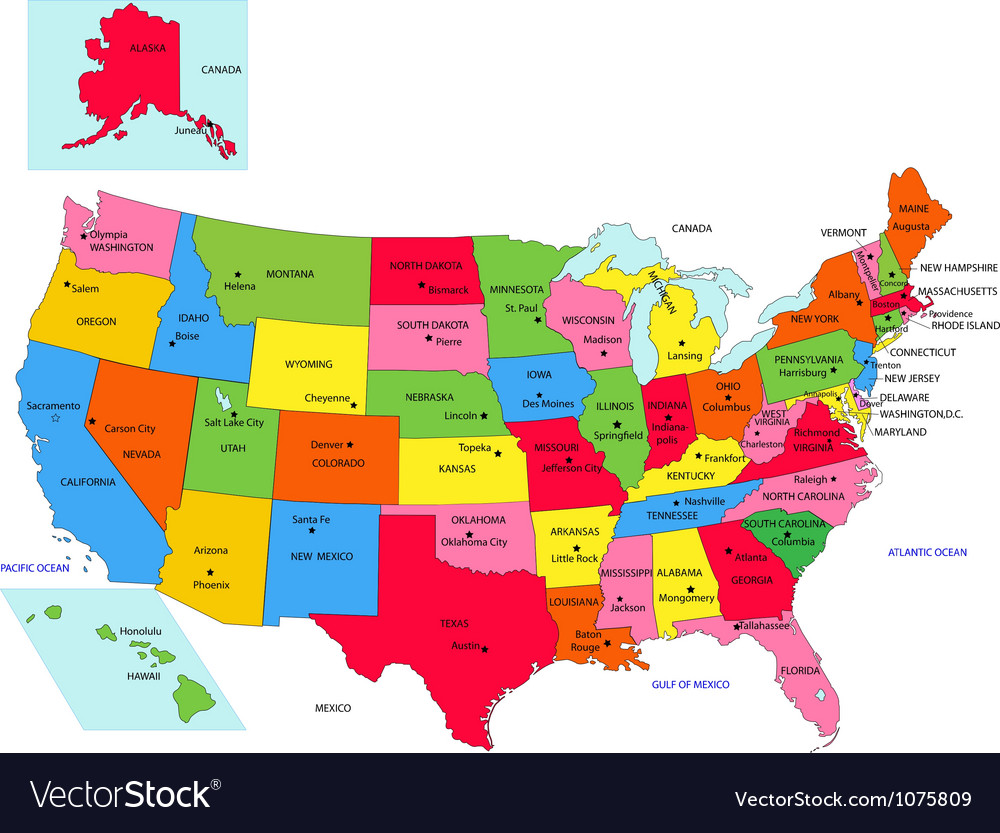 ALASKA
CANADA
Juneau
CANADA
MAINE
Augusta
VERMONT
Montpelier
NEW HAMPSHIRE
Concord
MASSACHUSETTS
Boston
Providence
RHODE ISLAND
Hartford
CONNECTICUT
Albany
NEW YORK
Olympia
WASHINGTON
Salem
OREGON
IDAHO
Boise
MONTANA
Helena
NORTH DAKOTA
Bismarck
SOUTH DAKOTA
Pierre
MINNESOTA
St. Paul
WISCONSIN
Madison
MICHIGAN
Lansing
WYOMING
Cheyenne
NEBRASKA
Lincoln
IOWA
Des Moines
ILLINOIS
Springfield
INDIANA
Indiana-
polis
OHIO
Columbus
PENNSYLVANIA
Harrisburg
Trenton
NEW JERSEY
Annapolis
Dover
DELAWARE
WASHINGTON,D.C.
MARYLAND
Sacramento
CALIFORNIA
Carson City
NEVADA
Salt Lake City
UTAH
Denver
COLORADO
Topeka
KANSAS
MISSOURI
Jefferson City
KENTUCKY
Frankfort
WEST
VIRGINIA
Charleston
Richmond
VIRGINIA
Raleigh
NORTH CAROLINA
Nashville
TENNESSEE
SOUTH CAROLINA
Columbia
Arizona
Phoenix
Santa Fe
NEW MEXICO
OKLAHOMA
Oklahoma City
ARKANSAS
Little Rock
MISSISSIPPI
Jackson
ALABAMA
Mongomery
Atlanta
GEORGIA
TEXAS
Austin
LOUISIANA
Baton
Rouge
Tallahassee
FLORIDA
PACIFIC OCEAN
ATLANTIC OCEAN
GULF OF MEXICO
MEXICO
Honolulu
HAWAII
VectorStock®
VectorStock.com/1075809